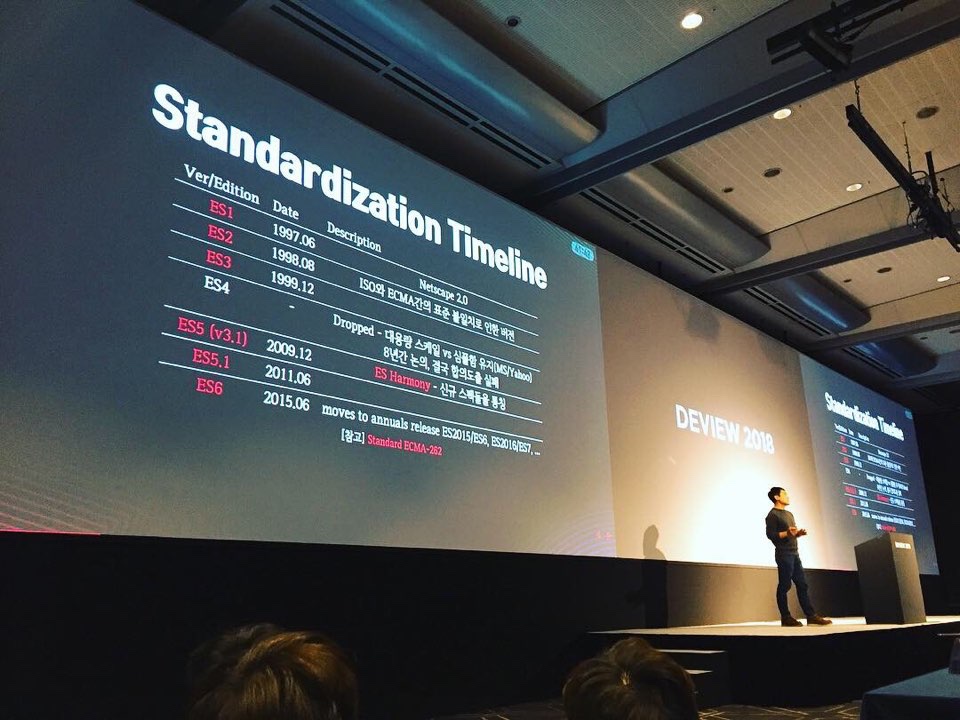 Standardization Timeline
Ver/Edition Date Description
ES1 1997.06 Netscape 2.0
ES2 1998.08 ISO와 ECMA간의 표준 불일치로 인한 버전
ES3 1999.12
ES4 - Dropped - 대용량 스케일 vs 심플함 유지(MS/Yahoo)
8년간 논의, 결국 합의도출 실패
ES5 (v3.1) 2009.12 ES Harmony - 신규 스펙들을 통칭
ES5.1 2011.06
ES6 2015.06 moves to annuals release ES2015/ES6, ES2016/ES7, ...
[참고] Standard ECMA-262
DEVIEW 2018
Standardization Timeline